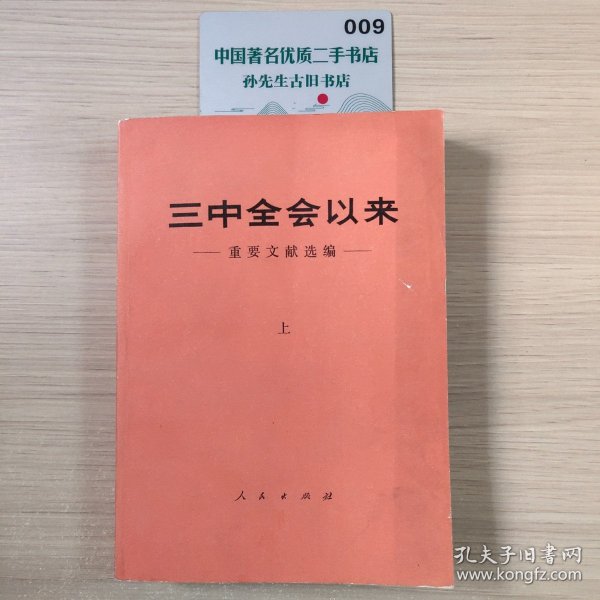 009
中国著名优质二手书店
孙先生古旧书店
三中全会以来
——重要文献选编——
上
人民出版社
孔夫子旧书网
www.kongfz.com